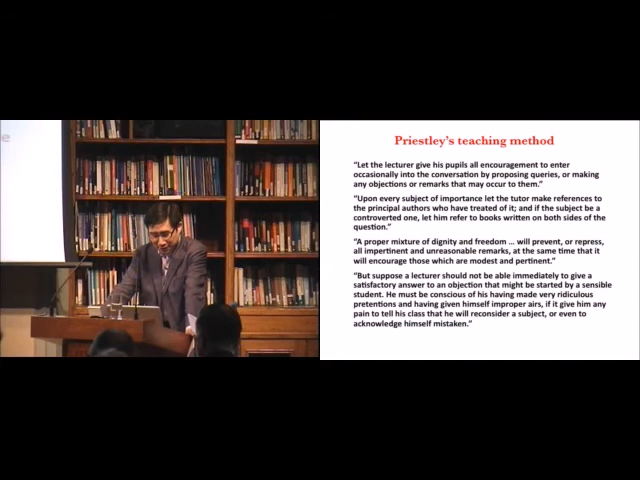 e
Priestley's teaching method
“Let the lecturer give his pupils all encouragement to enter
occasionally into the conversation by proposing queries, or making
any objections or remarks that may occur to them.”
“Upon every subject of importance let the tutor make references to
the principal authors who have treated of it; and if the subject be a
controverted one, let him refer to books written on both sides of the
question.”
“A proper mixture of dignity and freedom … will prevent, or repress,
all impertinent and unreasonable remarks, at the same time that it
will encourage those which are modest and pertinent.”
“But suppose a lecturer should not be able immediately to give a
satisfactory answer to an objection that might be started by a sensible
student. He must be conscious of his having made very ridiculous
pretentions and having given himself improper airs, if it give him any
pain to tell his class that he will reconsider a subject, or even to
acknowledge himself mistaken.”